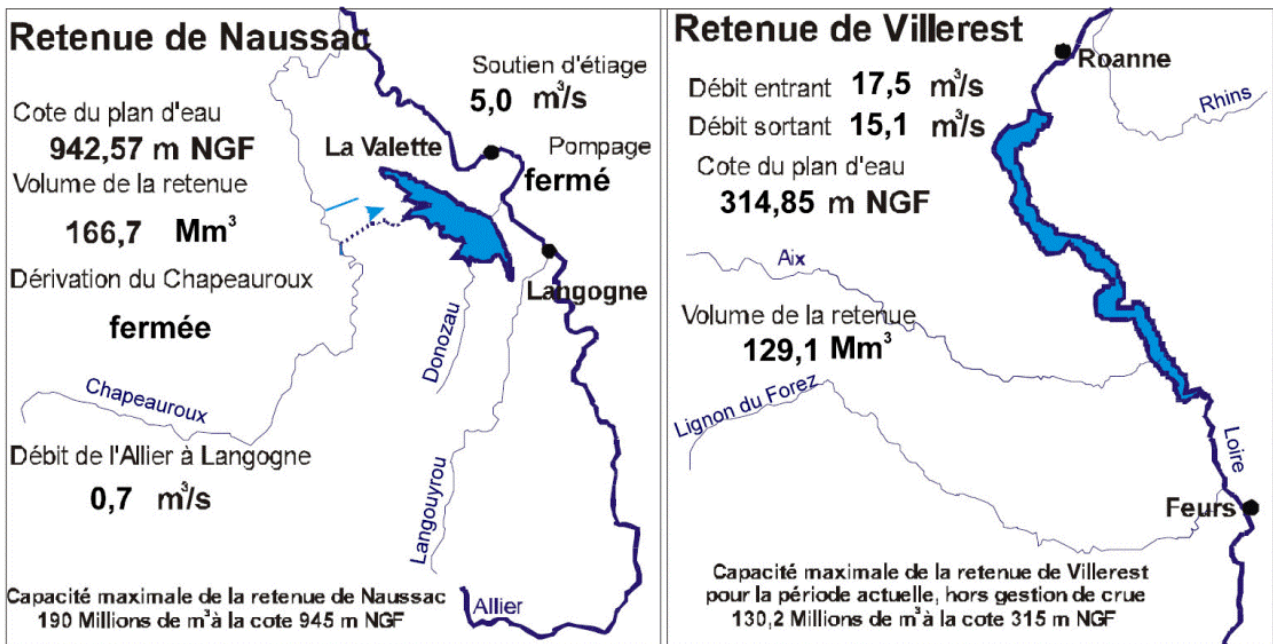 Retenue de Naussac
Soutien d'étiage
5,0 m³/s
Cote du plan d'eau
942,57 m NGF
La Valette
Pompage
fermé
Volume de la retenue
166,7 Mm³
Dérivation du Chapeauroux
fermée
Langogne
Donozau
Chapeauroux
Langouyrou
Débit de l'Allier à Langogne
0,7 m³/s
Allier
Capacité maximale de la retenue de Naussac
190 Millions de m³ à la cote 945 m NGF
Retenue de Villerest
Roanne
Débit entrant 17,5 m³/s
Débit sortant 15,1 m³/s
Rhins
Cote du plan d'eau
314,85 m NGF
Aix
Volume de la retenue
129,1 Mm³
Lignon du Forez
Loire
Feurs
Capacité maximale de la retenue de Villerest
pour la période actuelle, hors gestion de crue
130,2 Millions de m³ à la cote 315 m NGF